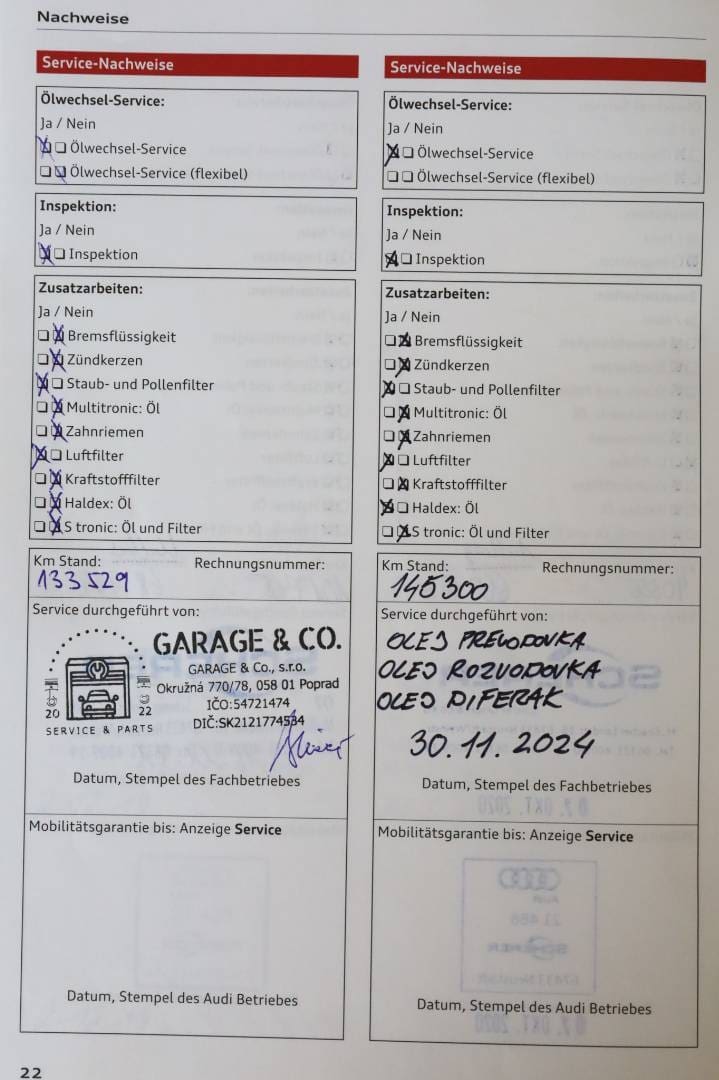 Nachweise
Service-Nachweise
Ölwechsel-Service:
Ja / Nein
Ölwechsel-Service
Ölwechsel-Service (flexibel)
Inspektion:
Ja / Nein
Inspektion
Zusatzarbeiten:
Ja / Nein
Bremsflüssigkeit
Zündkerzen
Staub- und Pollenfilter
Multitronic: Öl
Zahnriemen
Luftfilter
Kraftstofffilter
Haldex: Öl
S tronic: Öl und Filter
Km Stand: Rechnungsnummer:
133529
Service durchgeführt von:
GARAGE & CO.
GARAGE & Co., s.r.o.
Okružná 770/78, 058 01 Poprad
IČO:54721474
DIČ:SK2121774534
20 22
SERVICE & PARTS
Datum, Stempel des Fachbetriebes
Mobilitätsgarantie bis: Anzeige Service
Datum, Stempel des Audi Betriebes
Service-Nachweise
Ölwechsel-Service:
Ja / Nein
Ölwechsel-Service
Ölwechsel-Service (flexibel)
Inspektion:
Ja / Nein
Inspektion
Zusatzarbeiten:
Ja / Nein
Bremsflüssigkeit
Zündkerzen
Staub- und Pollenfilter
Multitronic: Öl
Zahnriemen
Luftfilter
Kraftstofffilter
Haldex: Öl
S tronic: Öl und Filter
Km Stand: Rechnungsnummer:
145300
Service durchgeführt von:
OLEJ PREVODOVKA
OLEJ ROZVODOVKA
OLEJ DIFERÁK
30.11.2024
Datum, Stempel des Fachbetriebes
Mobilitätsgarantie bis: Anzeige Service
Datum, Stempel des Audi Betriebes
22